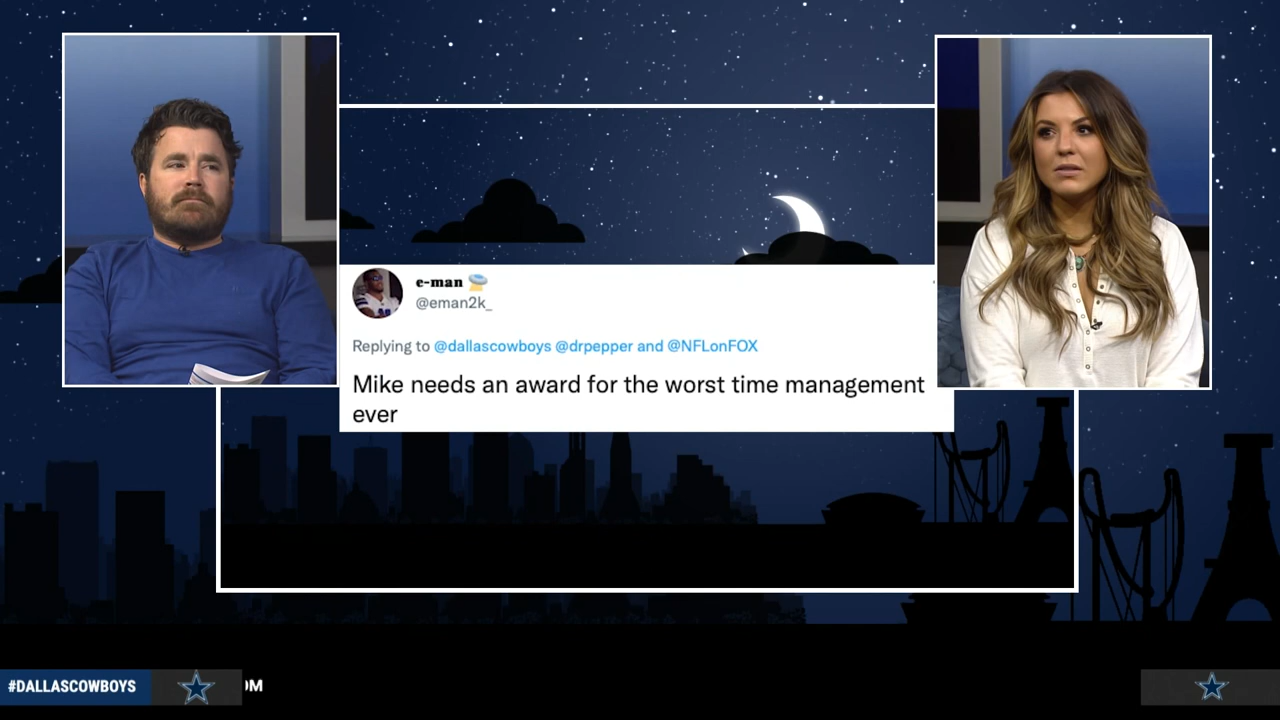 e-man
@eman2k_
Replying to @dallascowboys @drpepper and @NFLonFOX
Mike needs an award for the worst time management
ever
#DALLASCOWBOYS
OM